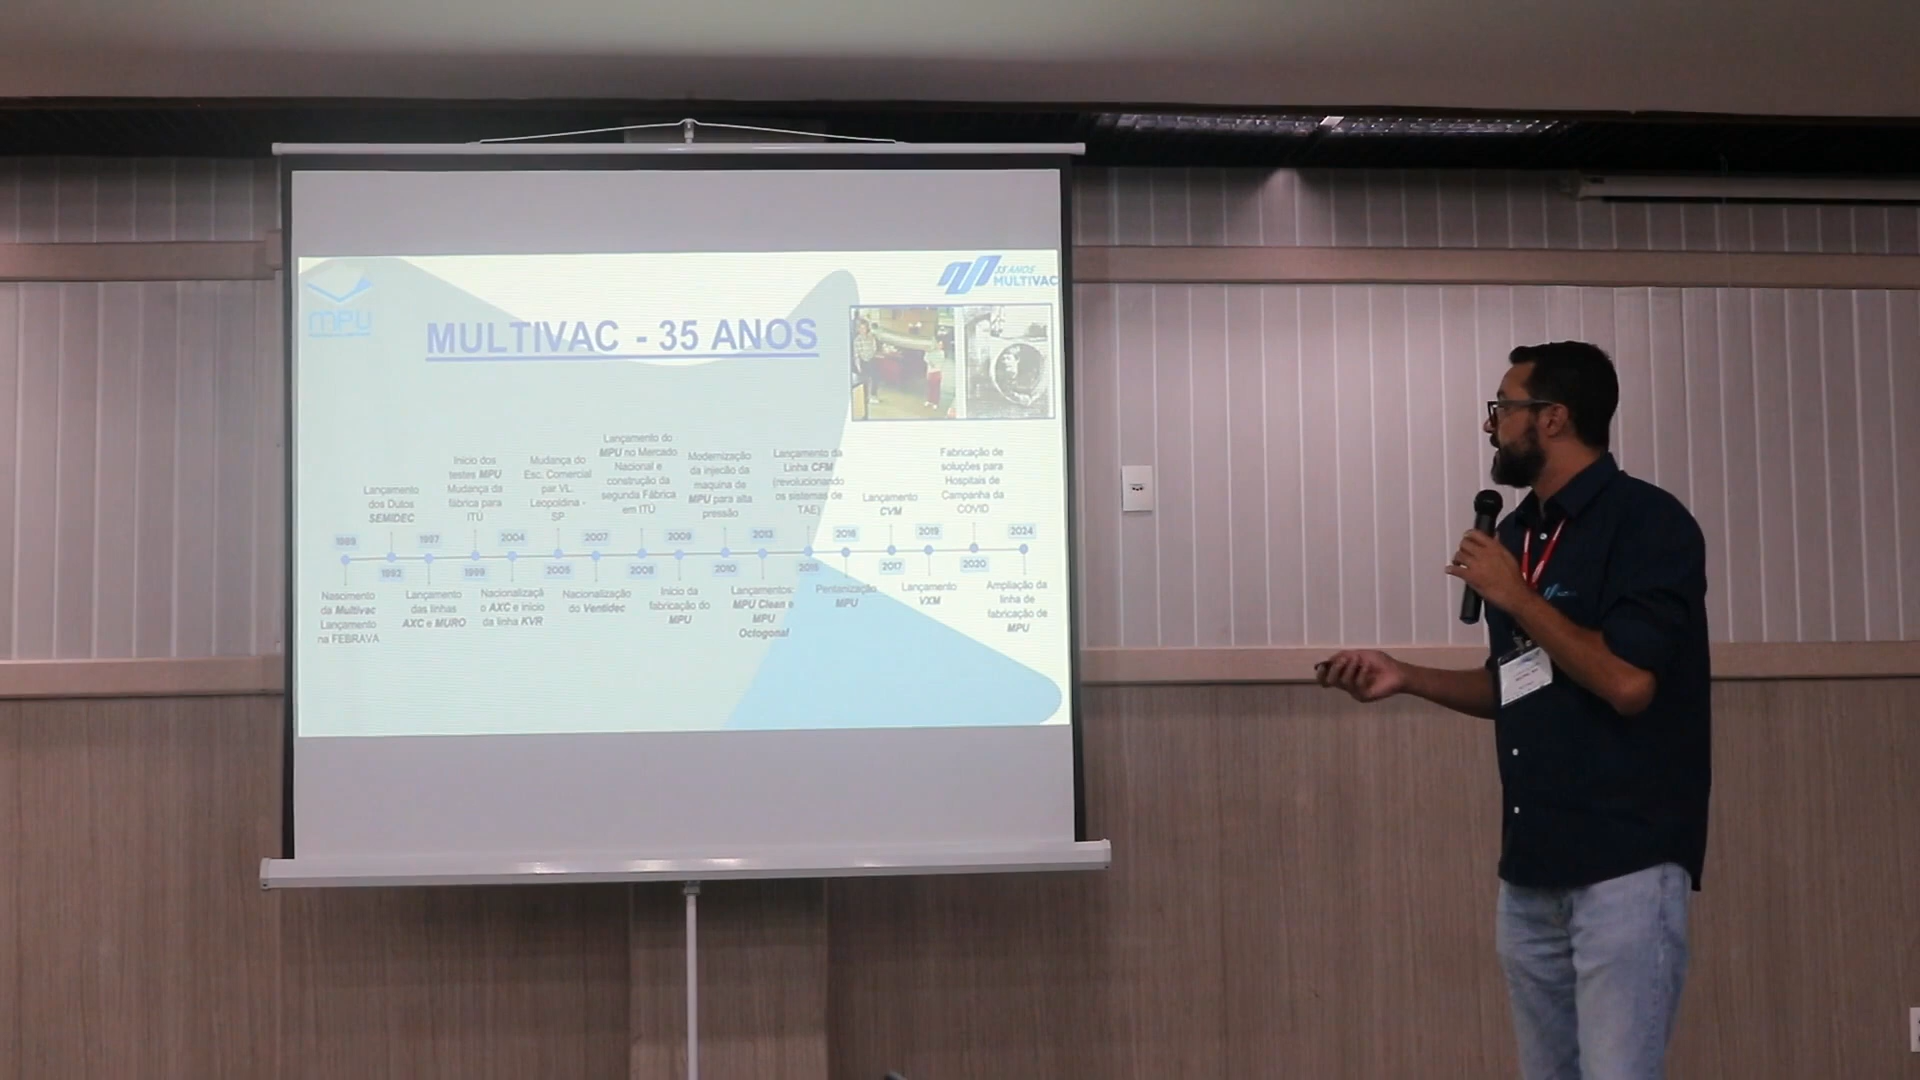 MPU
35 ANOS
MULTIVAC
MULTIVAC - 35 ANOS
Lançamento
dos Dutos
SEMIDEC
Início dos
testes MPU
Mudança da
fábrica para
ITÚ
Mudança do
Esc. Comercial
par VL.
Leopoldina -
SP
Lançamento do
MPU no Mercado
Nacional e
construção da
segunda Fábrica
em ITÚ
Modernização
da injeção da
maquina de
MPU para alta
pressão
Lançamento da
Linha CFM
(revolucionando
os sistemas de
TAE)
Lançamento
CVM
Fabricação de
soluções para
Hospitais de
Campanha da
COVID
1989
1997
2004
2007
2009
2013
2016
2019
2024
1992
1999
2005
2008
2010
2015
2017
2020
Nascimento
da Multivac
Lançamento
na FEBRAVA
Lançamento
das linhas
AXC e MURO
Nacionalizaçã
o AXC e início
da linha KVR
Nacionalização
do Ventidec
Início da
fabricação do
MPU
Lançamentos:
MPU Clean e
MPU
Octogonal
Pentanização
MPU
Lançamento
VXM
Ampliação da
linha de
fabricação de
MPU